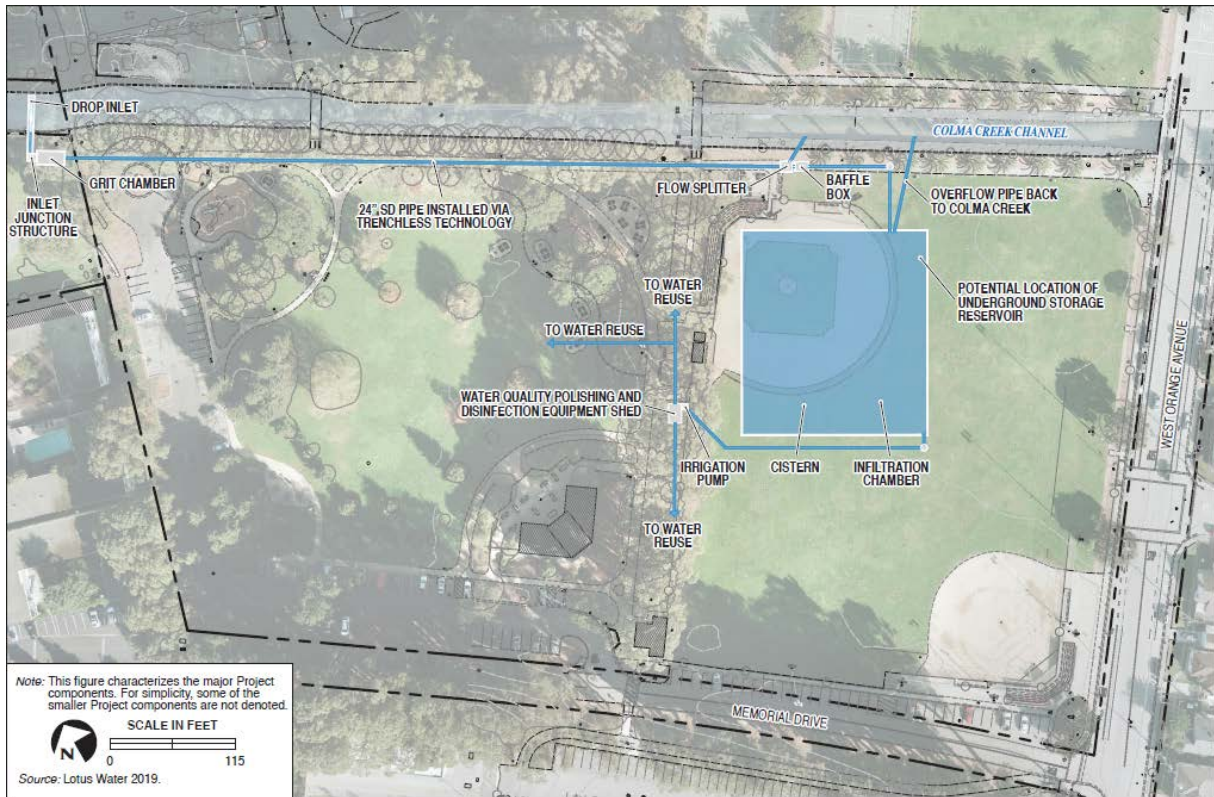 DROP INLET
COLMA CREEK CHANNEL
GRIT CHAMBER
INLET
JUNCTION
STRUCTURE
24" SD PIPE INSTALLED VIA
TRENCHLESS TECHNOLOGY
FLOW SPLITTER
BAFFLE
BOX
OVERFLOW PIPE BACK
TO COLMA CREEK
POTENTIAL LOCATION OF
UNDERGROUND STORAGE
RESERVOIR
TO WATER
REUSE
TO WATER REUSE
WATER QUALITY POLISHING AND
DISINFECTION EQUIPMENT SHED
IRRIGATION
PUMP
CISTERN
INFILTRATION
CHAMBER
TO WATER
REUSE
WEST ORANGE AVENUE
MEMORIAL DRIVE
Note: This figure characterizes the major Project
components. For simplicity, some of the
smaller Project components are not denoted.
N
SCALE IN FEET
0 115
Source: Lotus Water 2019.